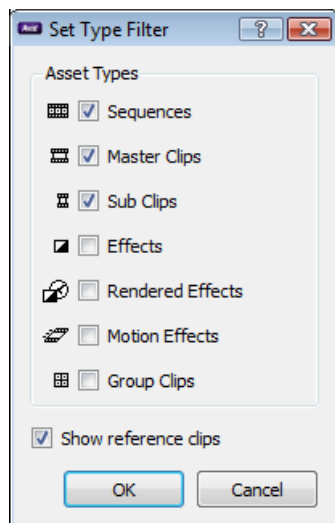 Avid Set Type Filter ?
Asset Types
Sequences
Master Clips
Sub Clips
Effects
Rendered Effects
Motion Effects
Group Clips
Show reference clips
OK Cancel